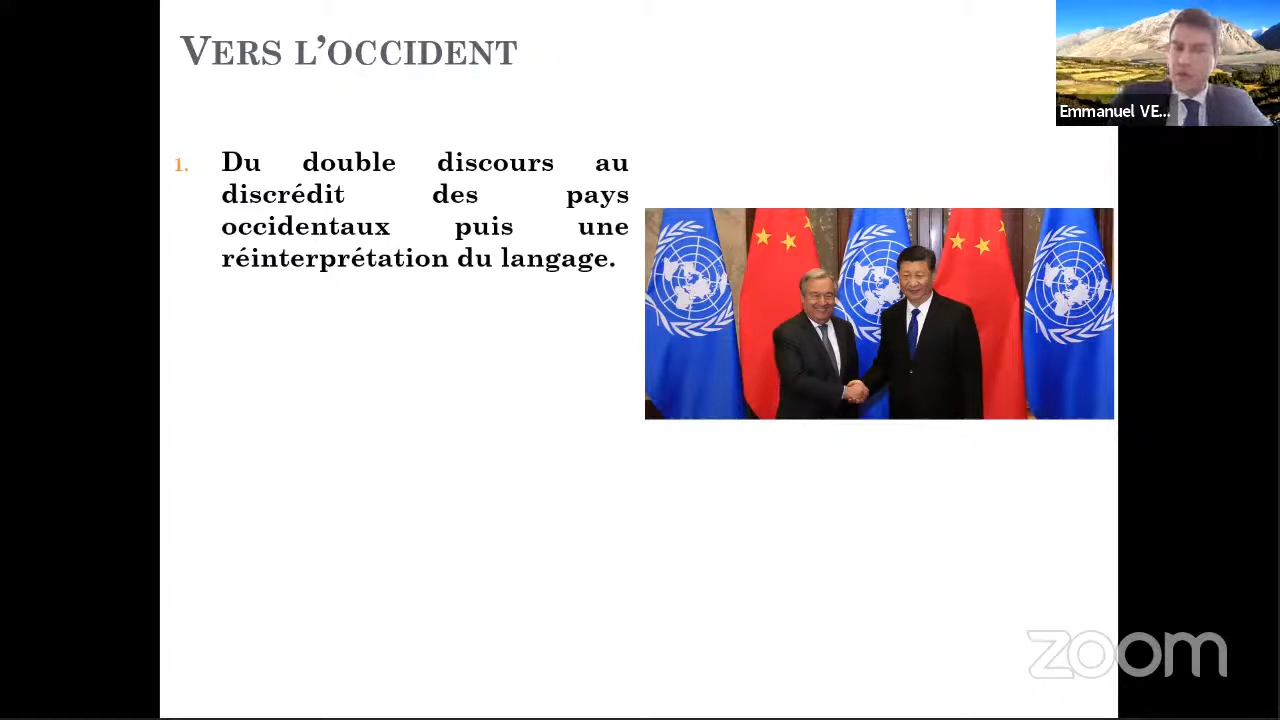 VERS L'OCCIDENT
Emmanuel VE...
1. Du double discours au
discrédit des pays
occidentaux puis une
réinterprétation du langage.
zoom